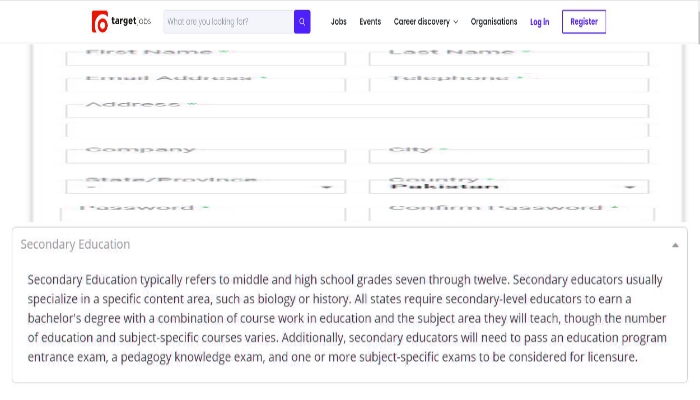 targetjobs What are you looking for? Jobs Events Career discovery Organisations Log in Register
First Name * Last Name *
Email Address * Telephone *
Address *
Company City *
State/Province Country *
- Pakistan
Password * Confirm Password *
Secondary Education
Secondary Education typically refers to middle and high school grades seven through twelve. Secondary educators usually
specialize in a specific content area, such as biology or history. All states require secondary-level educators to earn a
bachelor's degree with a combination of course work in education and the subject area they will teach, though the number
of education and subject-specific courses varies. Additionally, secondary educators will need to pass an education program
entrance exam, a pedagogy knowledge exam, and one or more subject-specific exams to be considered for licensure.